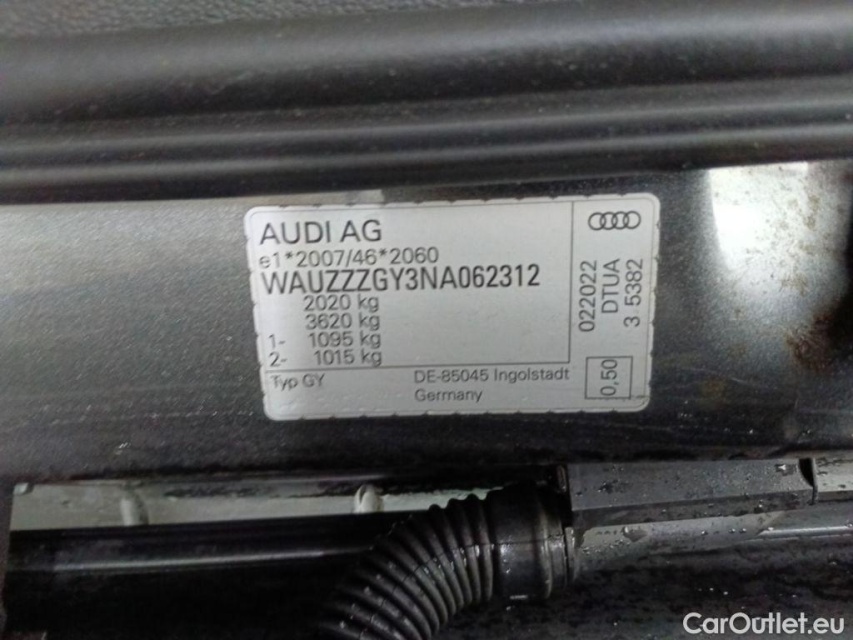 AUDI AG
e1*2007/46*2060
WAUZZZGY3NA062312
2020 kg
3620 kg
1- 1095 kg
2- 1015 kg
Typ GY
DE-85045 Ingolstadt
Germany
022022
DTUA
3 5382
0,50
CarOutlet.eu